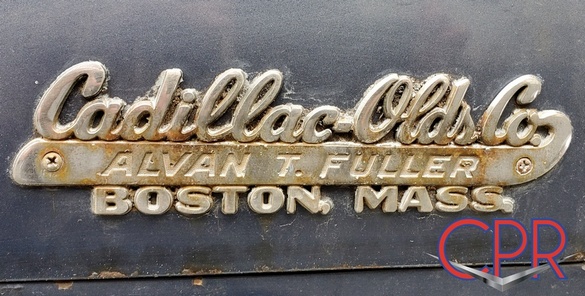 Cadillac-Olds Co.
ALVAN T. FULLER
BOSTON, MASS.
CPR